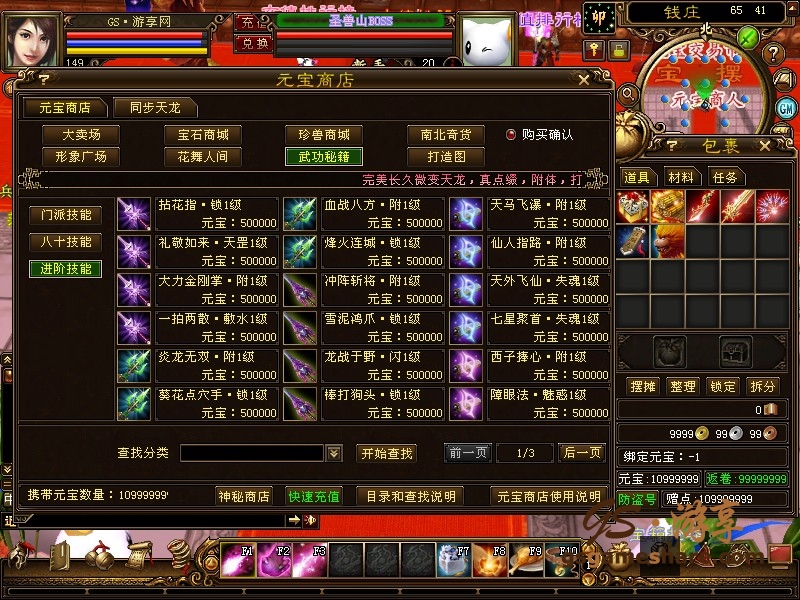 GS·游享网
圣兽山BOSS
149
20
兑换
钱庄
65 41
北
GM
元宝商店
元宝商店
同步天龙
大卖场
宝石商城
珍兽商城
南北奇货
购买确认
形象广场
花舞人间
武功秘籍
打造图
完美长久微变天龙，真点缀，附体，打
门派技能
八十技能
进阶技能
拈花指·锁1级
元宝：500000
血战八方·附1级
元宝：500000
天马飞瀑·附1级
元宝：500000
礼敬如来·天罡1级
元宝：500000
烽火连城·锁1级
元宝：500000
仙人指路·附1级
元宝：500000
大力金刚掌·附1级
元宝：500000
冲阵斩将·附1级
元宝：500000
天外飞仙·失魂1级
元宝：500000
一拍两散·敷水1级
元宝：500000
雪泥鸿爪·锁1级
元宝：500000
七星聚首·失魂1级
元宝：500000
炎龙无双·附1级
元宝：500000
龙战于野·闪1级
元宝：500000
西子捧心·附1级
元宝：500000
葵花点穴手·锁1级
元宝：500000
棒打狗头·锁1级
元宝：500000
障眼法·魅惑1级
元宝：500000
查找分类
开始查找
前一页
1/3
后一页
携带元宝数量：10999999
神秘商店
快速充值
目录和查找说明
元宝商店使用说明
包裹
道具
材料
任务
摆摊
整理
锁定
拆分
0
9999 99 99
绑定元宝：-1
元宝：10999999
返卷：99999999
防盗号
赠点：109999999
F1 F2 F3 F7 F8 F9 F10
GS 游享